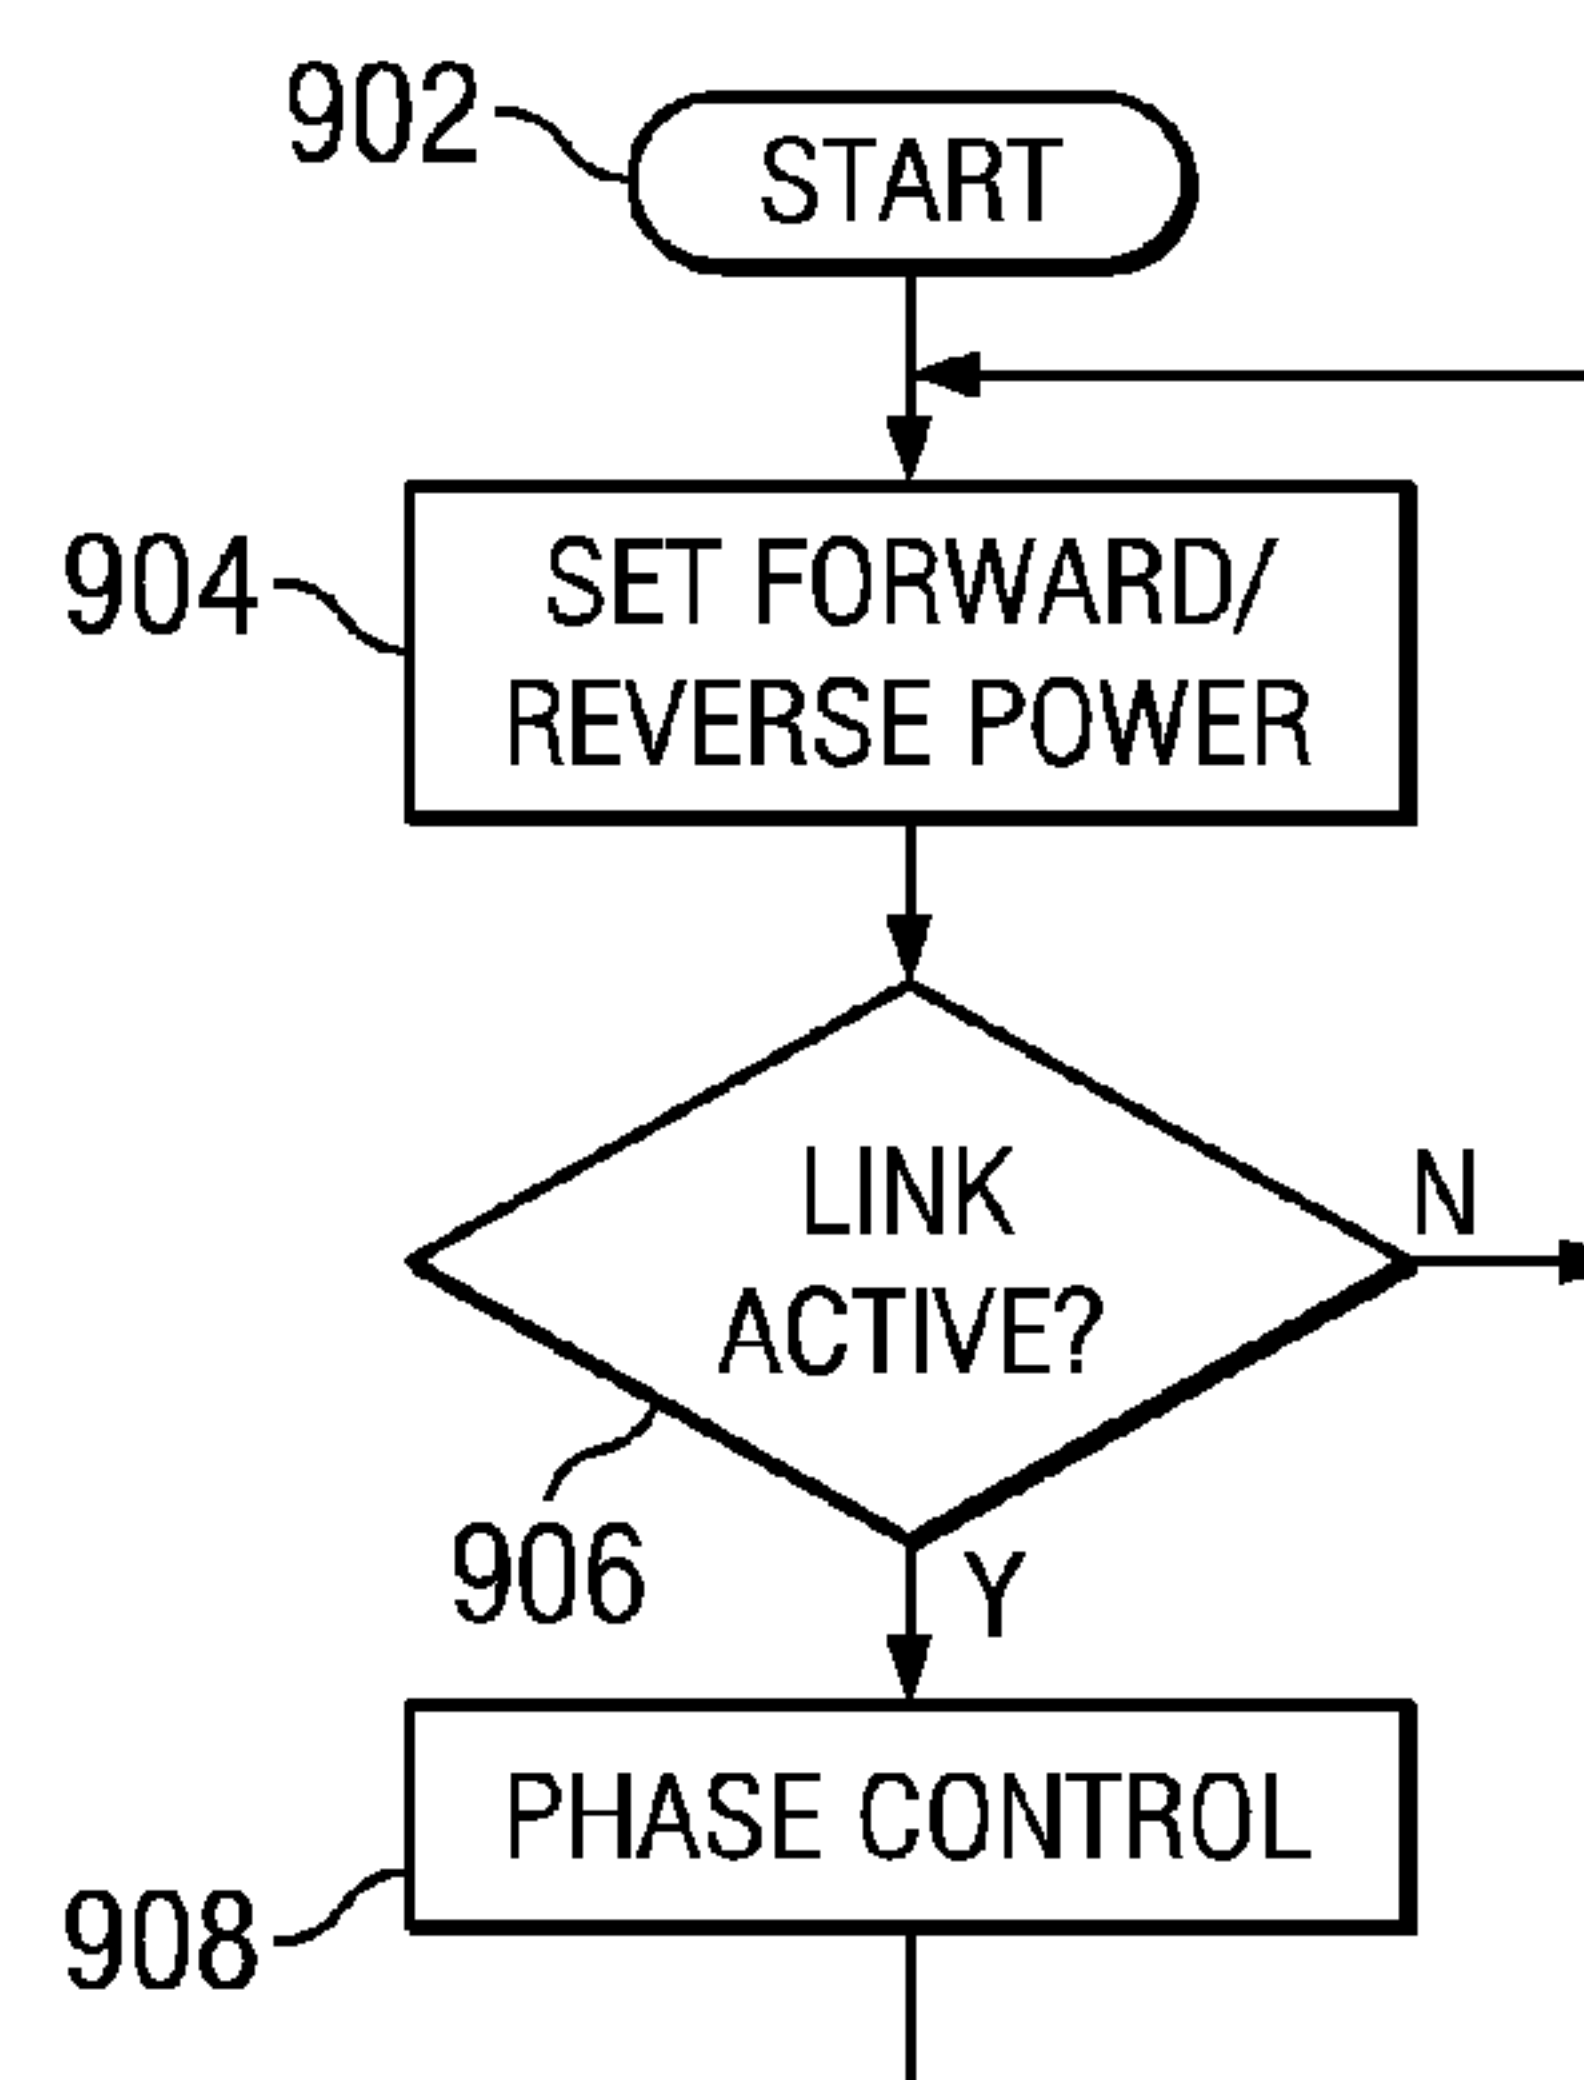 902
START
904
SET FORWARD/
REVERSE POWER
LINK
ACTIVE?
N
906
Y
PHASE CONTROL
908